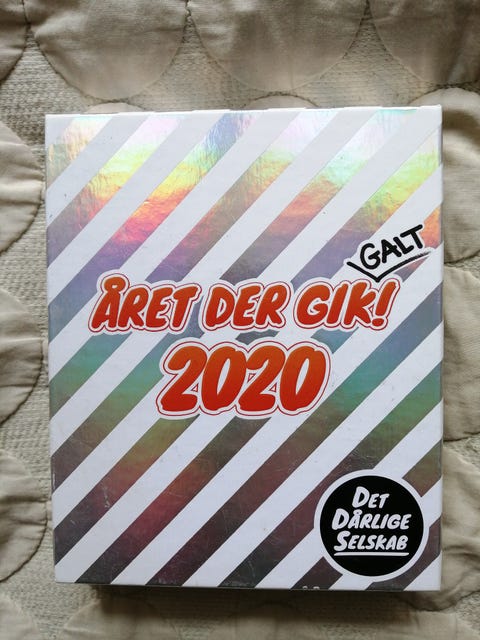 GALT
ÅRET DER GIK!
2020
DET
DÅRLIGE
SELSKAB